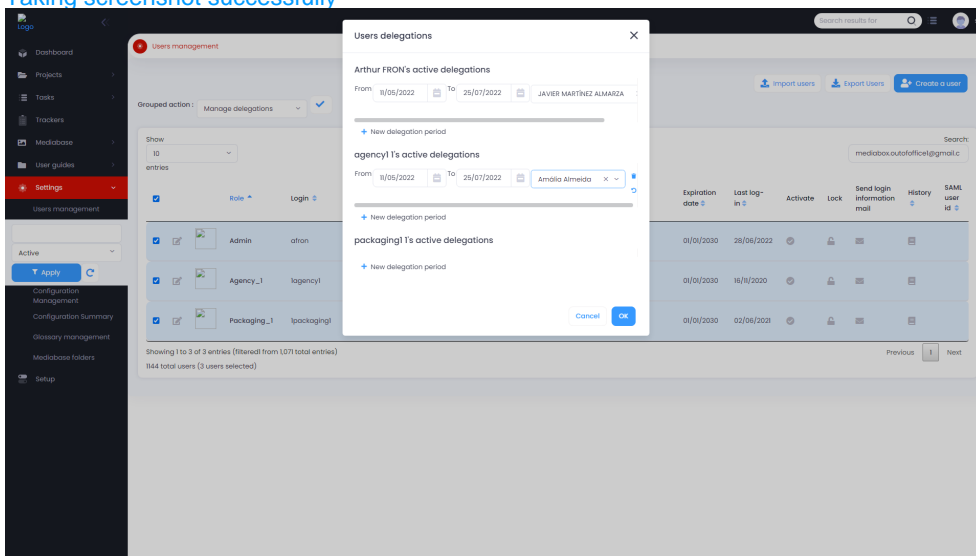 Taking screenshot successfully
Logo
Search results for
Dashboard
Projects
Tasks
Trackers
Mediabase
User guides
Settings
Users management
Active
Apply
Configuration
Management
Configuration Summary
Glossary management
Mediabase folders
Setup
Users management
Import users
Export Users
Create a user
Grouped action :
Manage delegations
Show
10
entries
Search:
mediabox.outofoffice1@gmail.c
Role
Login
Expiration date
Last log-in
Activate
Lock
Send login information mail
History
SAML user id
Admin
afron
01/01/2030
28/06/2022
Agency_1
1agency1
01/01/2030
16/11/2020
Packaging_1
1packaging1
01/01/2030
02/06/2021
Showing 1 to 3 of 3 entries (filtered1 from 1,071 total entries)
1144 total users (3 users selected)
Previous
1
Next
Users delegations
Arthur FRON's active delegations
From
11/05/2022
To
25/07/2022
JAVIER MARTÍNEZ ALMARZA
+ New delegation period
agency1 1's active delegations
From
11/05/2022
To
25/07/2022
Amália Almeida
+ New delegation period
packaging1 1's active delegations
+ New delegation period
Cancel
OK